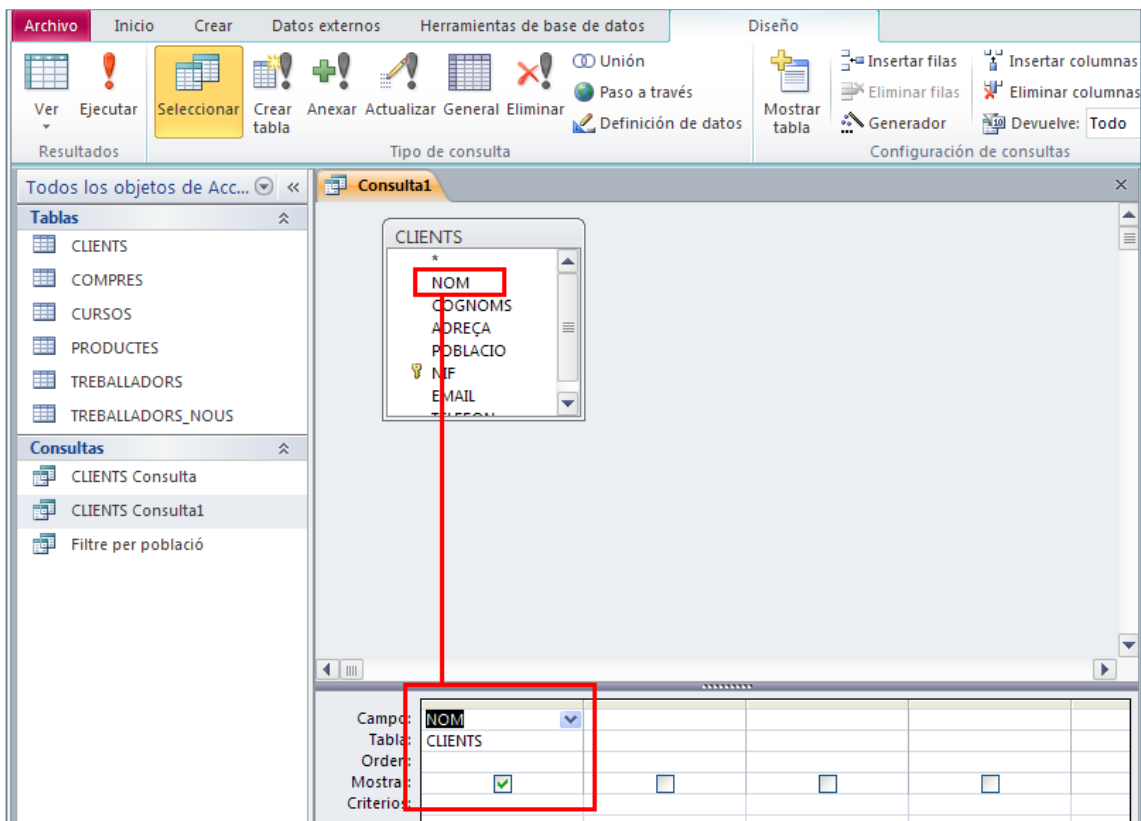 Archivo Inicio Crear Datos externos Herramientas de base de datos Diseño
Ver Ejecutar Seleccionar Crear tabla Anexar Actualizar General Eliminar
Unión
Paso a través
Definición de datos
Mostrar tabla
Insertar filas
Eliminar filas
Generador
Insertar columnas
Eliminar columnas
Devuelve: Todo
Resultados Tipo de consulta Configuración de consultas
Todos los objetos de Acc... «
Tablas
CLIENTS
COMPRES
CURSOS
PRODUCTES
TREBALLADORS
TREBALLADORS_NOUS
Consultas
CLIENTS Consulta
CLIENTS Consulta1
Filtre per població
Consulta1
CLIENTS
*
NOM
COGNOMS
ADREÇA
POBLACIO
NIF
EMAIL
Campo: NOM
Tabla: CLIENTS
Orden:
Mostrar:
Criterios: